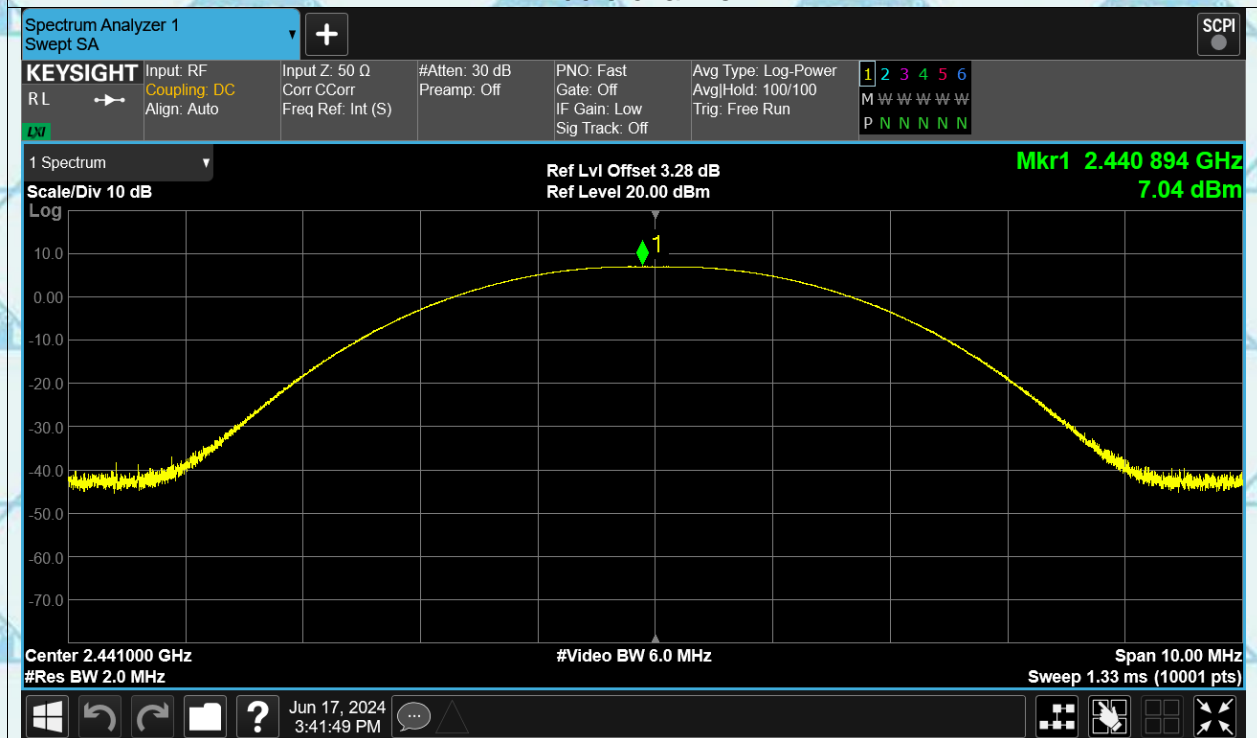 Spectrum Analyzer 1
Swept SA
+
SCPI
KEYSIGHT
RL
LXI
Input: RF
Coupling: DC
Align: Auto
Input Z: 50 Ω
Corr CCorr
Freq Ref: Int (S)
#Atten: 30 dB
Preamp: Off
PNO: Fast
Gate: Off
IF Gain: Low
Sig Track: Off
Avg Type: Log-Power
Avg|Hold: 100/100
Trig: Free Run
1 2 3 4 5 6
M W W W W W W
P N N N N N N
1 Spectrum
Scale/Div 10 dB
Ref Lvl Offset 3.28 dB
Ref Level 20.00 dBm
Mkr1 2.440 894 GHz
7.04 dBm
Log
1
10.0
0.00
-10.0
-20.0
-30.0
-40.0
-50.0
-60.0
-70.0
Center 2.441000 GHz
#Res BW 2.0 MHz
#Video BW 6.0 MHz
Span 10.00 MHz
Sweep 1.33 ms (10001 pts)
?
Jun 17, 2024
3:41:49 PM